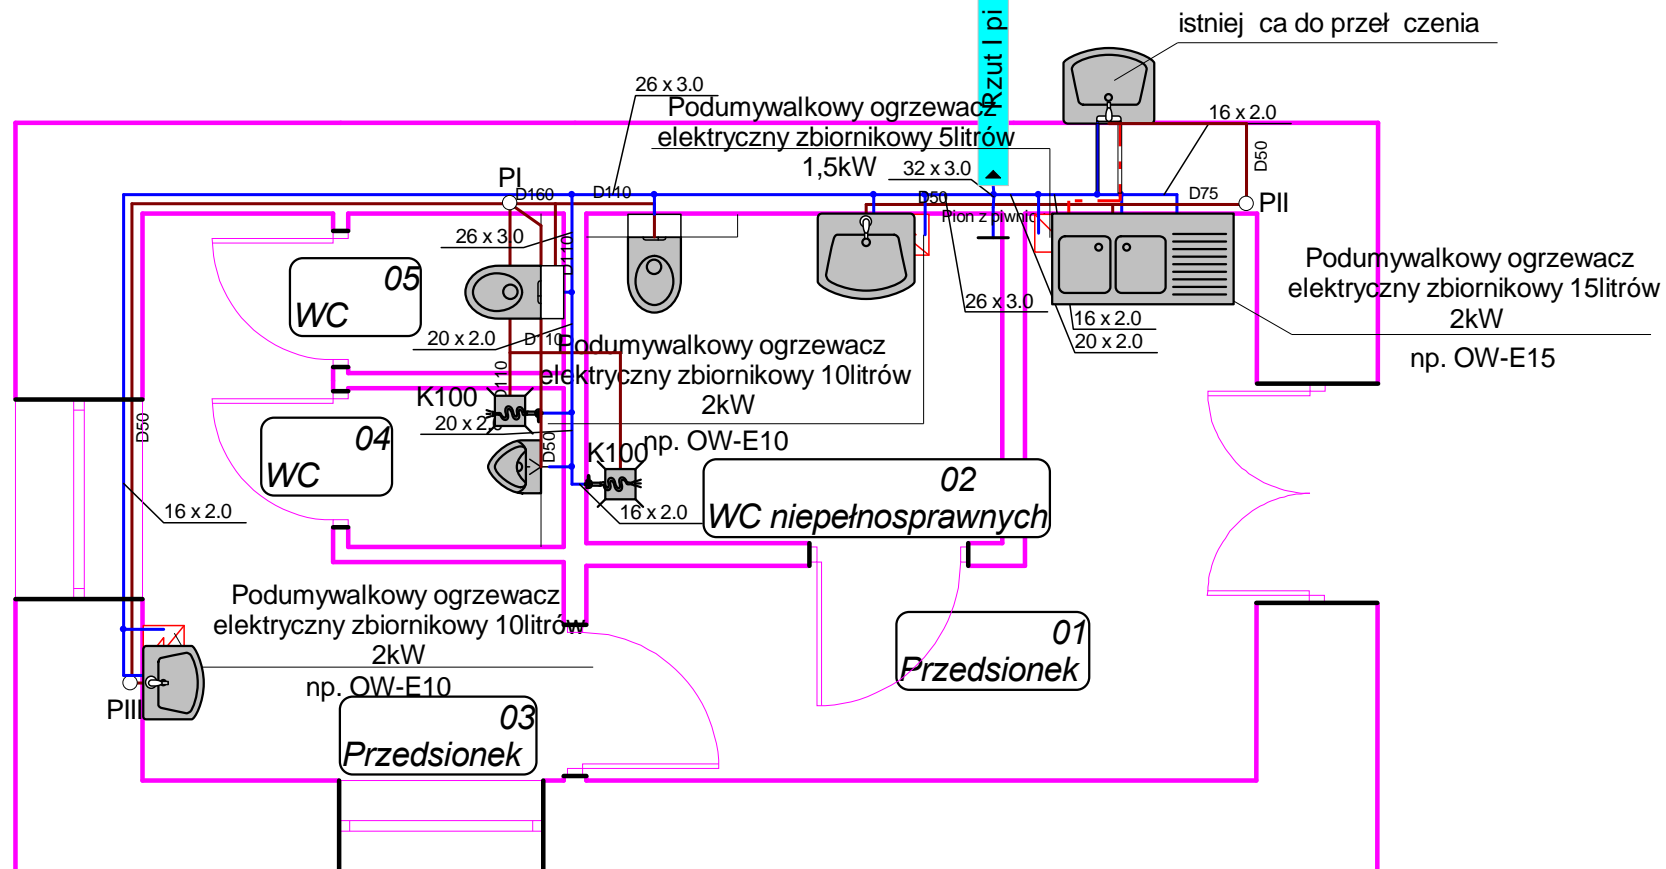 istniej ca do przeł czenia
Rzut I pi
26 x 3.0
Podumywalkowy ogrzewacz
elektryczny zbiornikowy 5litrów
1,5kW
16 x 2.0
D50
32 x 3.0
PI
D160
D110
D50
D75
PII
Pion z piwnic
26 x 3.0
D110
05
WC
Podumywalkowy ogrzewacz
elektryczny zbiornikowy 15litrów
2kW
np. OW-E15
26 x 3.0
16 x 2.0
20 x 2.0
20 x 2.0
D110
Podumywalkowy ogrzewacz
elektryczny zbiornikowy 10litrów
2kW
np. OW-E10
D110
K100
20 x 2.0
D50
04
WC
D50
K100
02
WC niepełnosprawnych
16 x 2.0
16 x 2.0
Podumywalkowy ogrzewacz
elektryczny zbiornikowy 10litrów
2kW
np. OW-E10
01
Przedsionek
PIII
03
Przedsionek